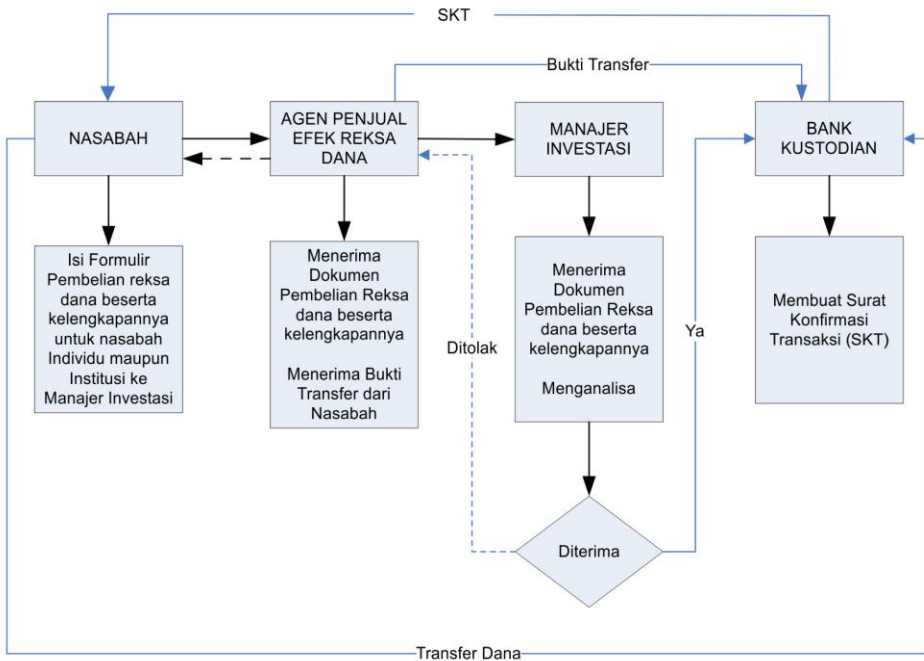 SKT
Bukti Transfer
NASABAH
AGEN PENJUAL
EFEK REKSA
DANA
MANAJER
INVESTASI
BANK
KUSTODIAN
Isi Formulir
Pembelian reksa
dana beserta
kelengkapannya
untuk nasabah
Individu maupun
Institusi ke
Manajer Investasi
Menerima
Dokumen
Pembelian Reksa
dana beserta
kelengkapannya
Menerima Bukti
Transfer dari
Nasabah
Ditolak
Menerima
Dokumen
Pembelian Reksa
dana beserta
kelengkapannya
Menganalisa
Ya
Membuat Surat
Konfirmasi
Transaksi (SKT)
Diterima
Transfer Dana